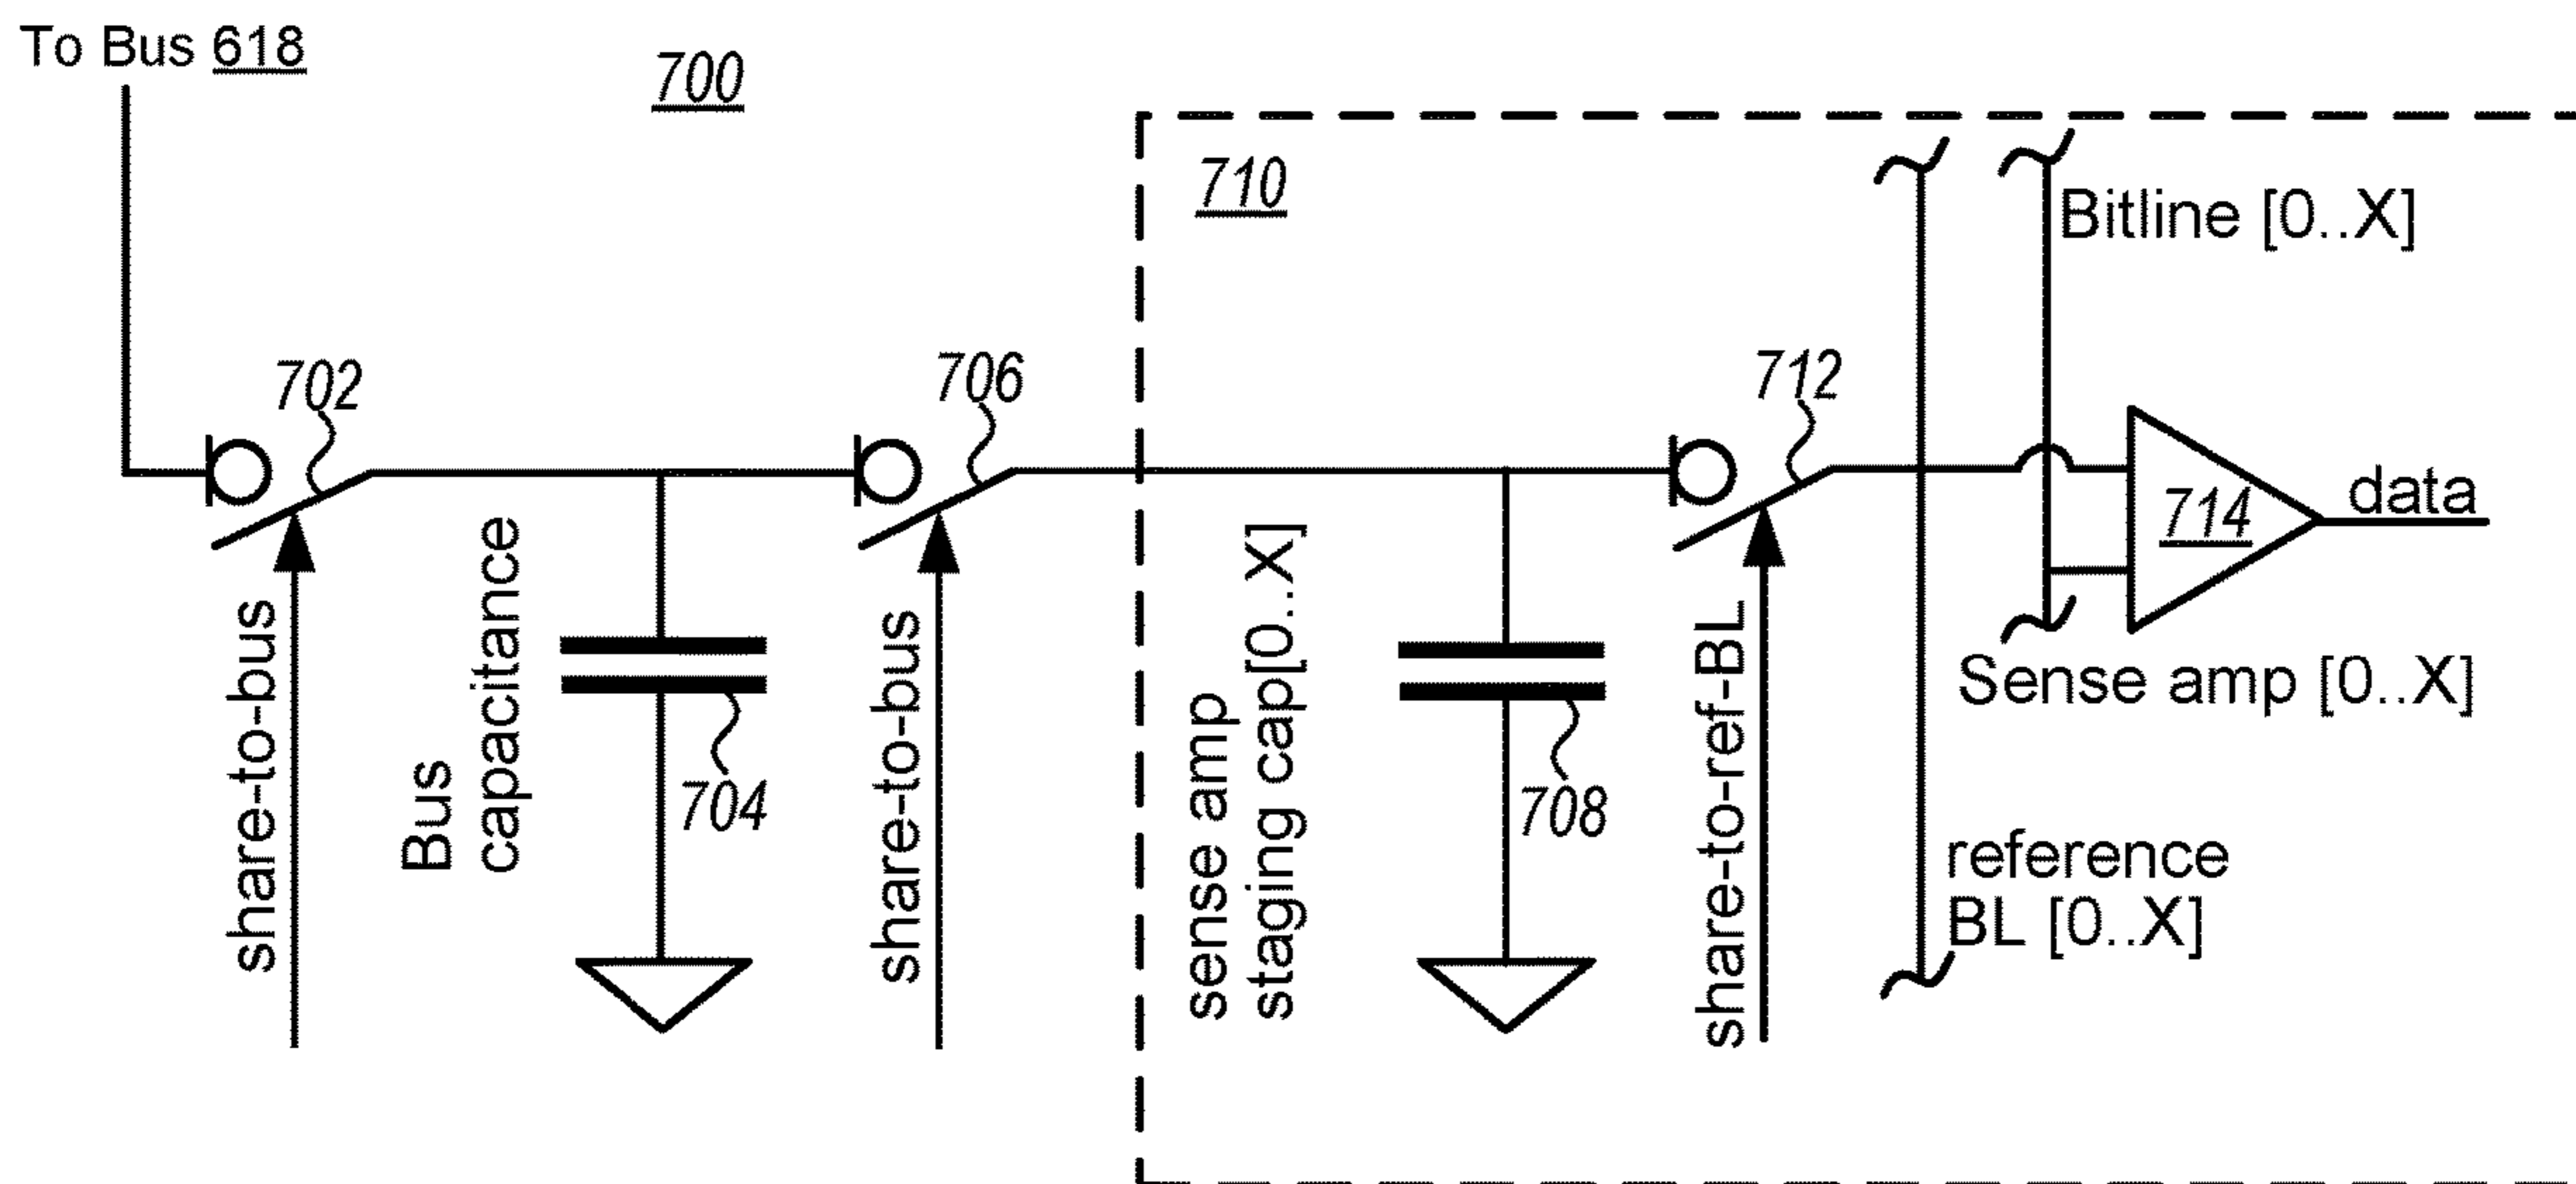 To Bus 618
700
710
Bitline [0..X]
702
706
712
714
data
share-to-bus
Bus
capacitance
704
share-to-bus
sense amp
staging cap[0..X]
708
share-to-ref-BL
Sense amp [0..X]
reference
BL [0..X]